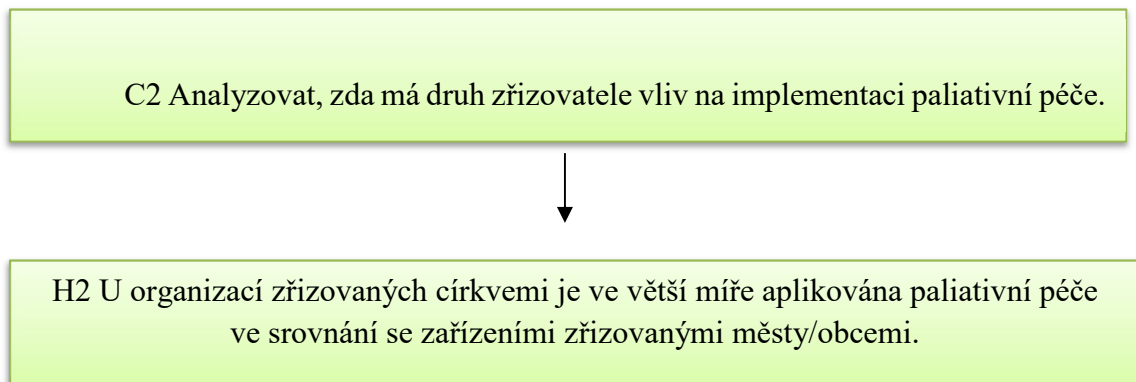 C2 Analyzovat, zda má druh zřizovatele vliv na implementaci paliativní péče.
H2 U organizací zřizovaných církvemi je ve větší míře aplikována paliativní péče
ve srovnání se zařízeními zřizovanými městy/obcemi.